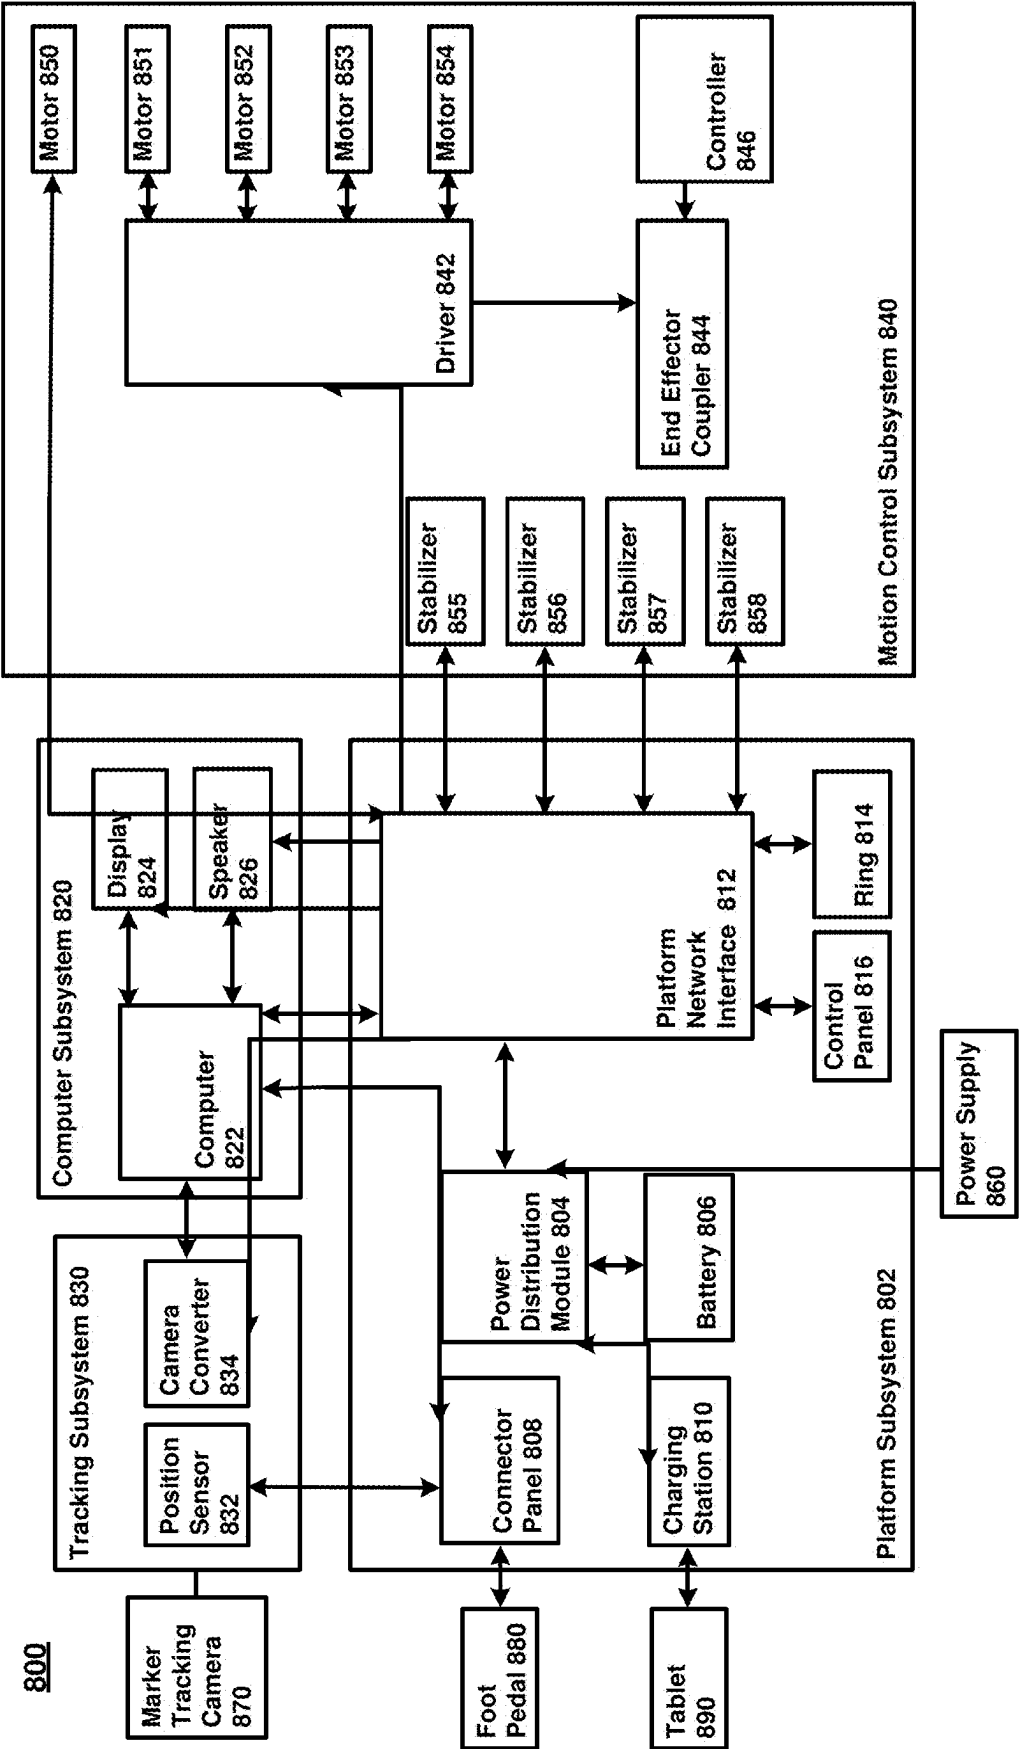 800
Marker
Tracking
Camera
870
Tracking Subsystem 830
Position
Sensor
832
Camera
Converter
834
Computer Subsystem 820
Computer
822
Display
824
Speaker
826
Foot
Pedal 880
Tablet
890
Platform Subsystem 802
Connector
Panel 808
Charging
Station 810
Power
Distribution
Module 804
Battery 806
Platform
Network
Interface 812
Control
Panel 816
Ring 814
Power Supply
860
Motion Control Subsystem 840
Stabilizer
855
Stabilizer
856
Stabilizer
857
Stabilizer
858
Driver 842
End Effector
Coupler 844
Controller
846
Motor 850
Motor 851
Motor 852
Motor 853
Motor 854